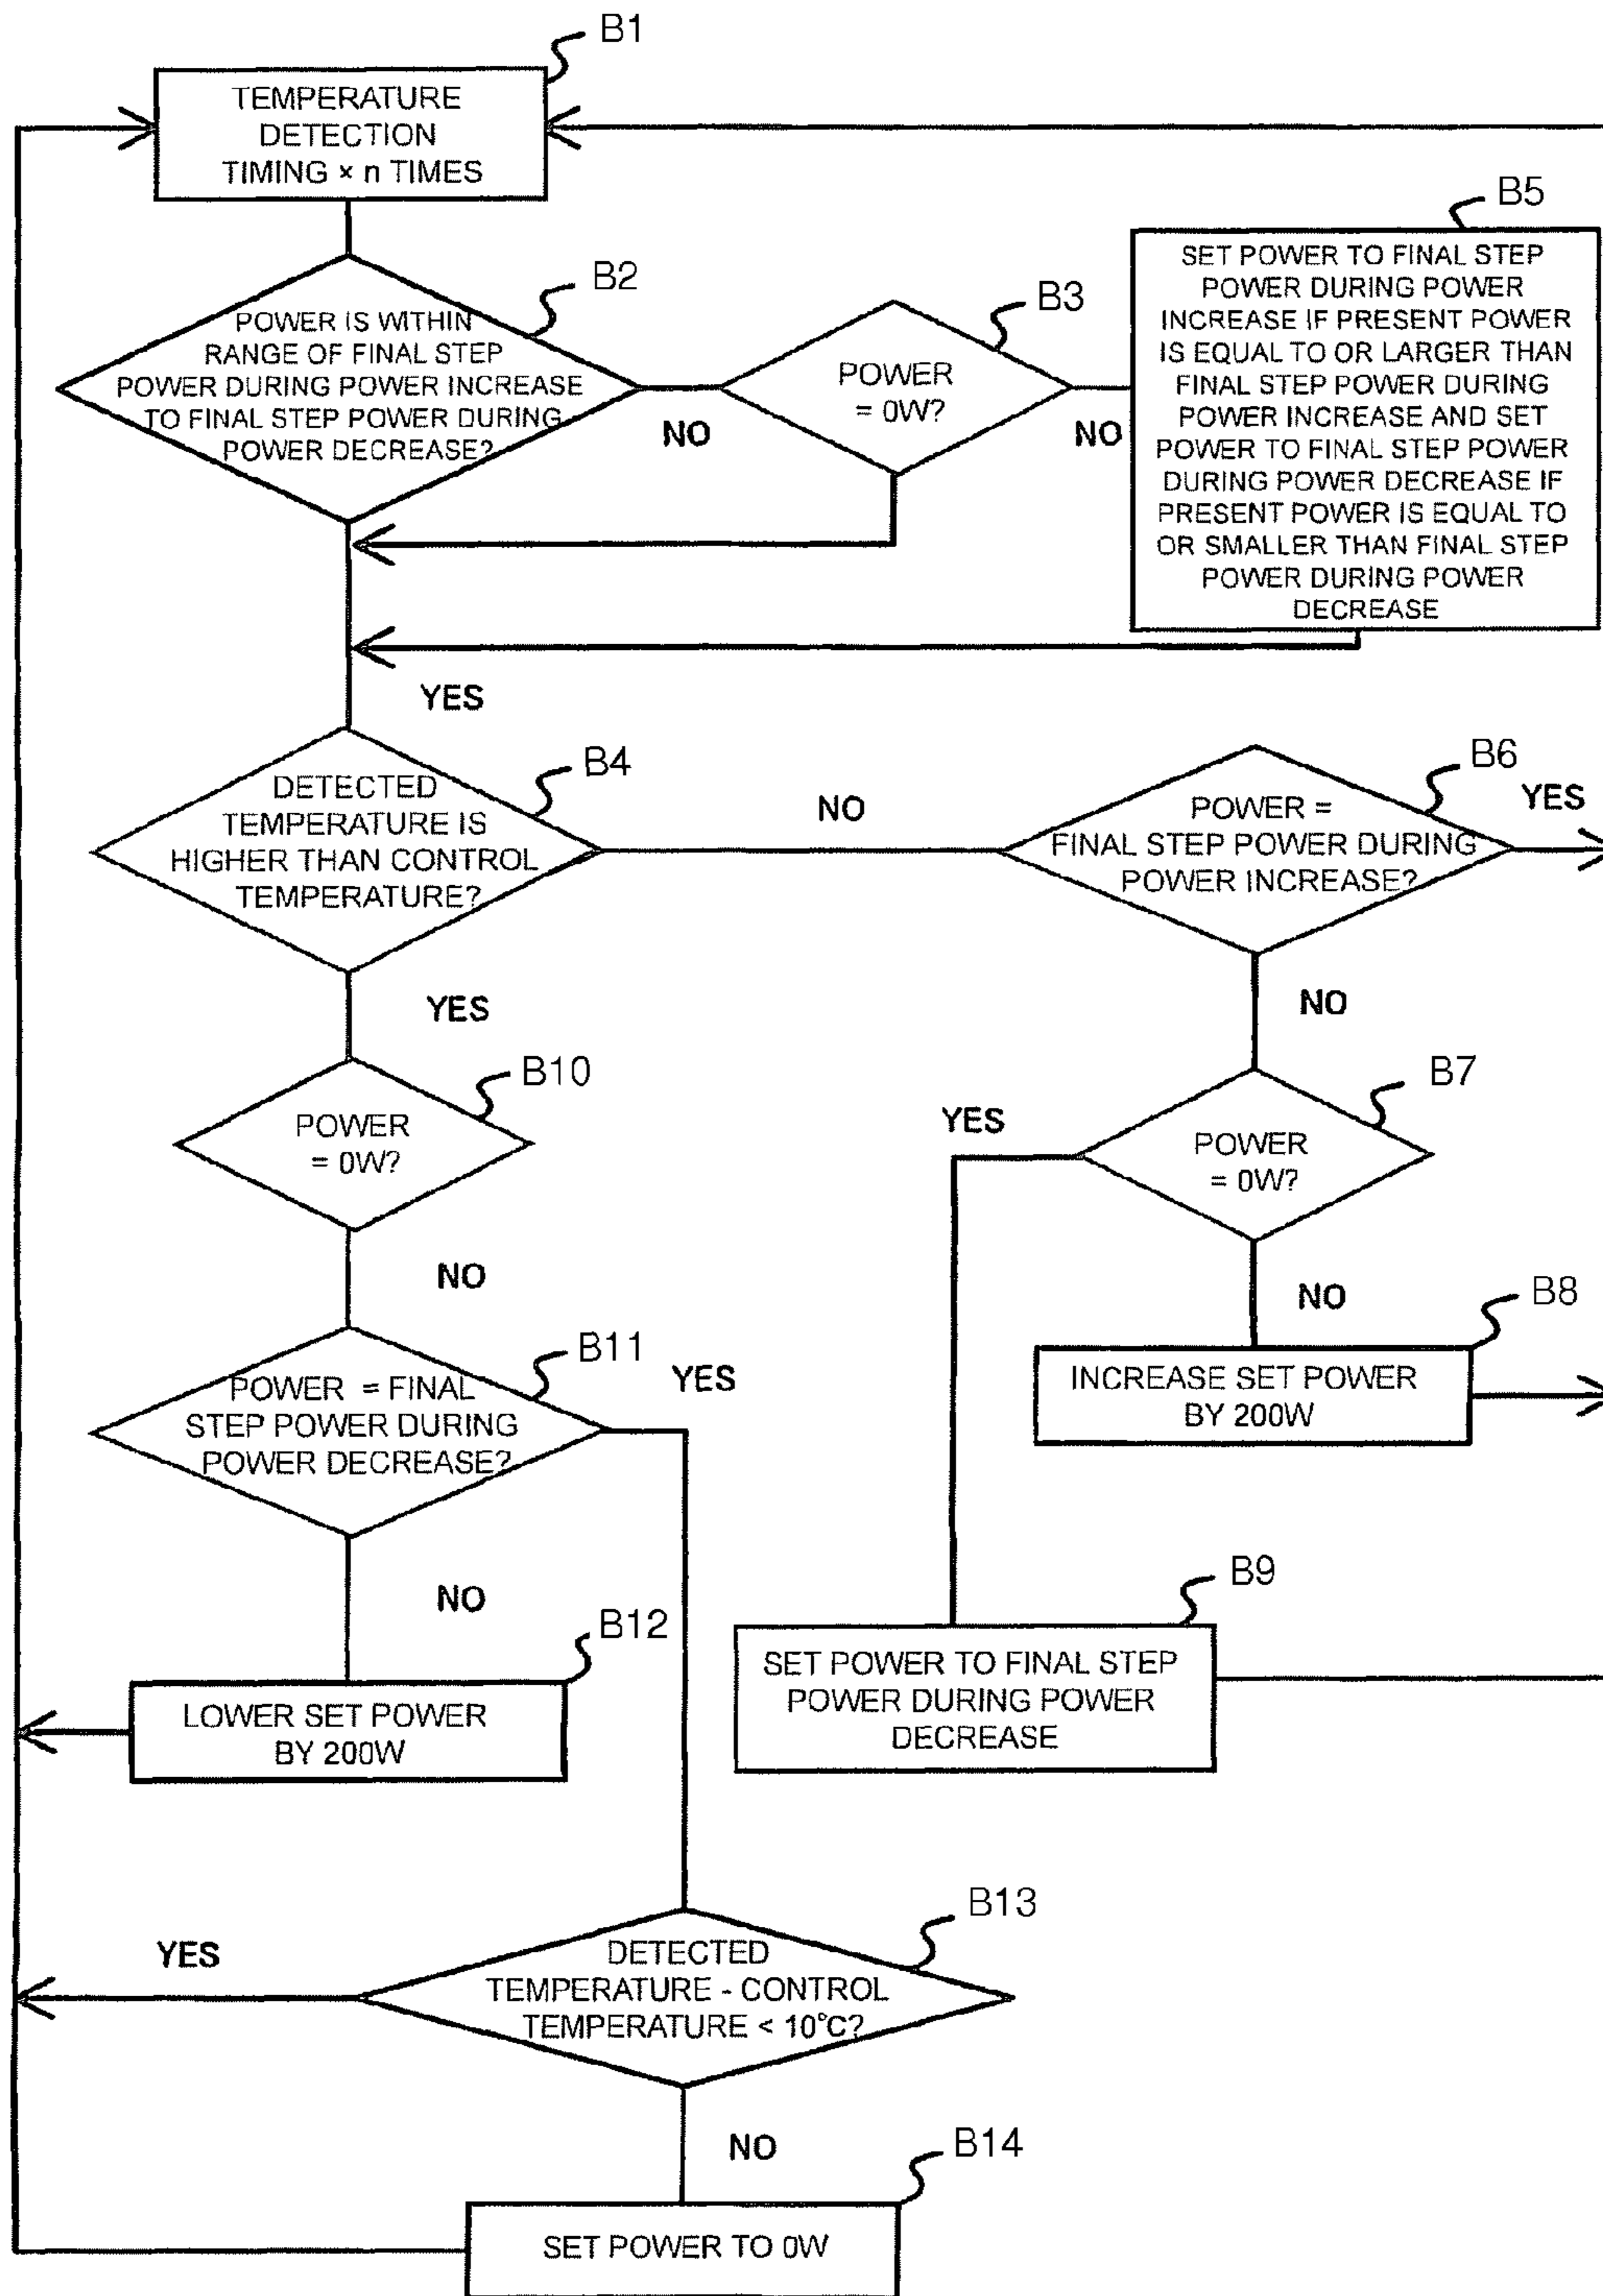 B1
TEMPERATURE
DETECTION
TIMING × n TIMES
B2
POWER IS WITHIN
RANGE OF FINAL STEP
POWER DURING POWER INCREASE
TO FINAL STEP POWER DURING
POWER DECREASE?
NO
B3
POWER
= 0W?
NO
B5
SET POWER TO FINAL STEP
POWER DURING POWER
INCREASE IF PRESENT POWER
IS EQUAL TO OR LARGER THAN
FINAL STEP POWER DURING
POWER INCREASE AND SET
POWER TO FINAL STEP POWER
DURING POWER DECREASE IF
PRESENT POWER IS EQUAL TO
OR SMALLER THAN FINAL STEP
POWER DURING POWER
DECREASE
YES
B4
DETECTED
TEMPERATURE IS
HIGHER THAN CONTROL
TEMPERATURE?
NO
B6
POWER =
FINAL STEP POWER DURING
POWER INCREASE?
YES
YES
NO
B10
POWER
= 0W?
B7
POWER
= 0W?
YES
NO
NO
B8
INCREASE SET POWER
BY 200W
B11
POWER = FINAL
STEP POWER DURING
POWER DECREASE?
YES
NO
B9
SET POWER TO FINAL STEP
POWER DURING POWER
DECREASE
B12
LOWER SET POWER
BY 200W
B13
DETECTED
TEMPERATURE - CONTROL
TEMPERATURE < 10°C?
YES
NO
B14
SET POWER TO 0W